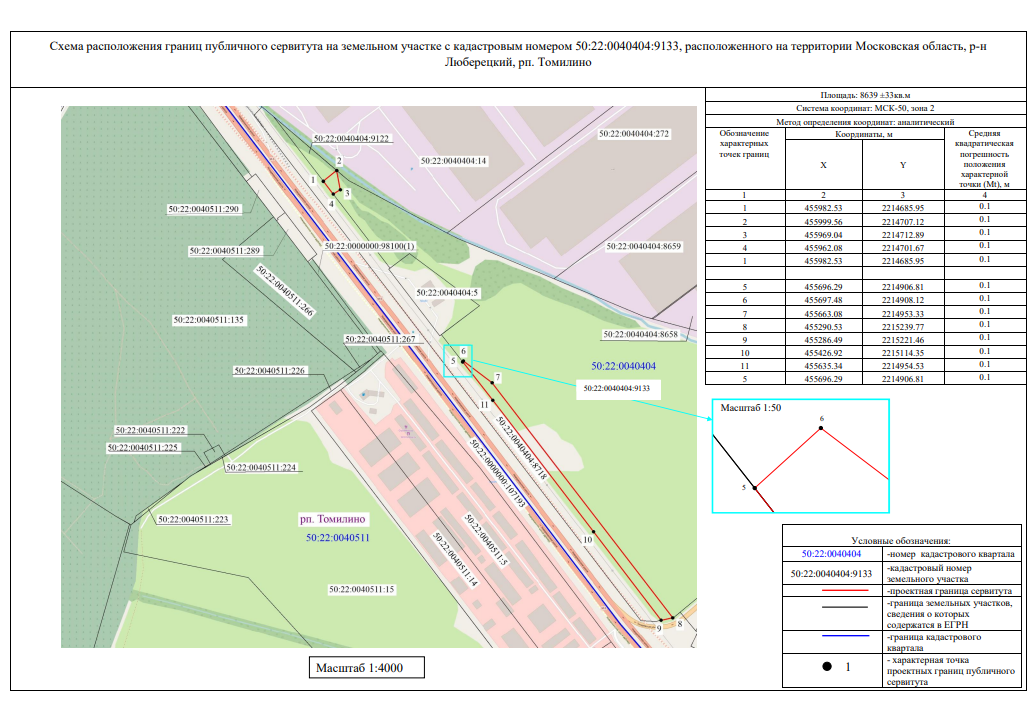 Схема расположения границ публичного сервитута на земельном участке с кадастровым номером 50:22:0040404:9133, расположенного на территории Московская область, р-н
Люберецкий, рп. Томилино
50:22:0040404:9122
50:22:0040404:272
50:22:0040404:14
2
1
3
4
50:22:0040511:290
50:22:0000000:98100(1)
50:22:0040404:8659
50:22:0040511:289
50:22:0040511:266
50:22:0040404:5
50:22:0040511:135
50:22:0040511:267
50:22:0040404:8658
6
5
50:22:0040404
50:22:0040511:226
7
50:22:0040404:9133
11
50:22:0040404:8718
50:22:0040511:222
50:22:0040511:225
50:22:0040511:224
50:22:0000000:107193
50:22:0040511:223
рп. Томилино
50:22:0040511
50:22:0040511:5
50:22:0040511:14
10
50:22:0040511:15
9
8
Масштаб 1:4000
Площадь: 8639 ±33кв.м
Система координат: МСК-50, зона 2
Метод определения координат: аналитический
Обозначение характерных точек границ
Координаты, м
X
Y
Средняя квадратическая погрешность положения характерной точки (Mt), м
1 2 3 4
1 455982.53 2214685.95 0.1
2 455999.56 2214707.12 0.1
3 455969.04 2214712.89 0.1
4 455962.08 2214701.67 0.1
1 455982.53 2214685.95 0.1
5 455696.29 2214906.81 0.1
6 455697.48 2214908.12 0.1
7 455663.08 2214953.33 0.1
8 455290.53 2215239.77 0.1
9 455286.49 2215221.46 0.1
10 455426.92 2215114.35 0.1
11 455635.34 2214954.53 0.1
5 455696.29 2214906.81 0.1
Масштаб 1:50
6
5
Условные обозначения:
50:22:0040404 -номер кадастрового квартала
50:22:0040404:9133 -кадастровый номер
земельного участка
-проектная граница сервитута
-граница земельных участков,
сведения о которых
содержатся в ЕГРН
-граница кадастрового
квартала
1 - характерная точка
проектных границ публичного
сервитута